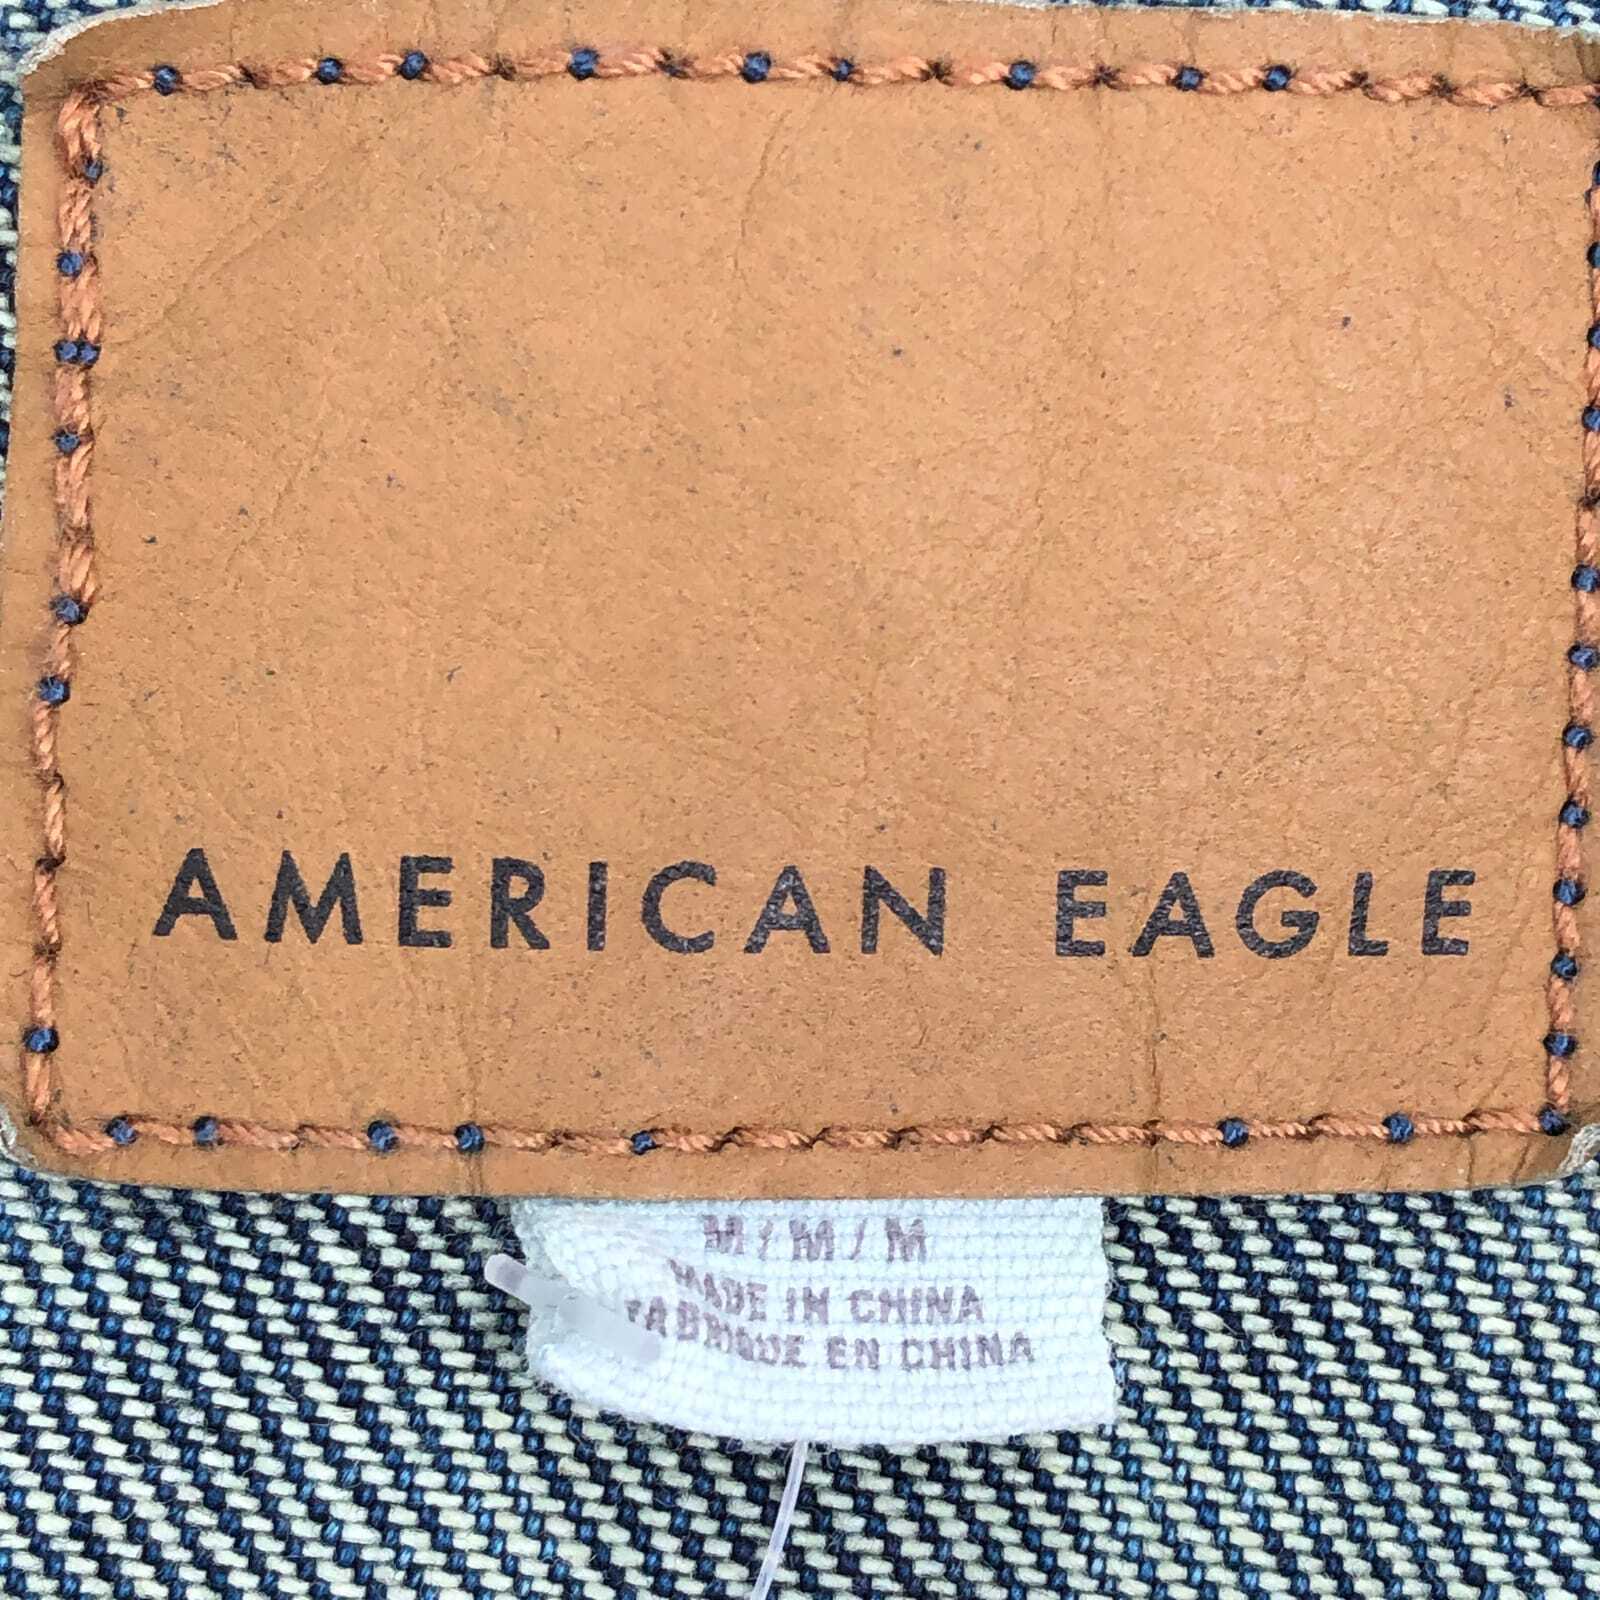 AMERICAN EAGLE
M / M / M
MADE IN CHINA
FABRIQUE EN CHINA